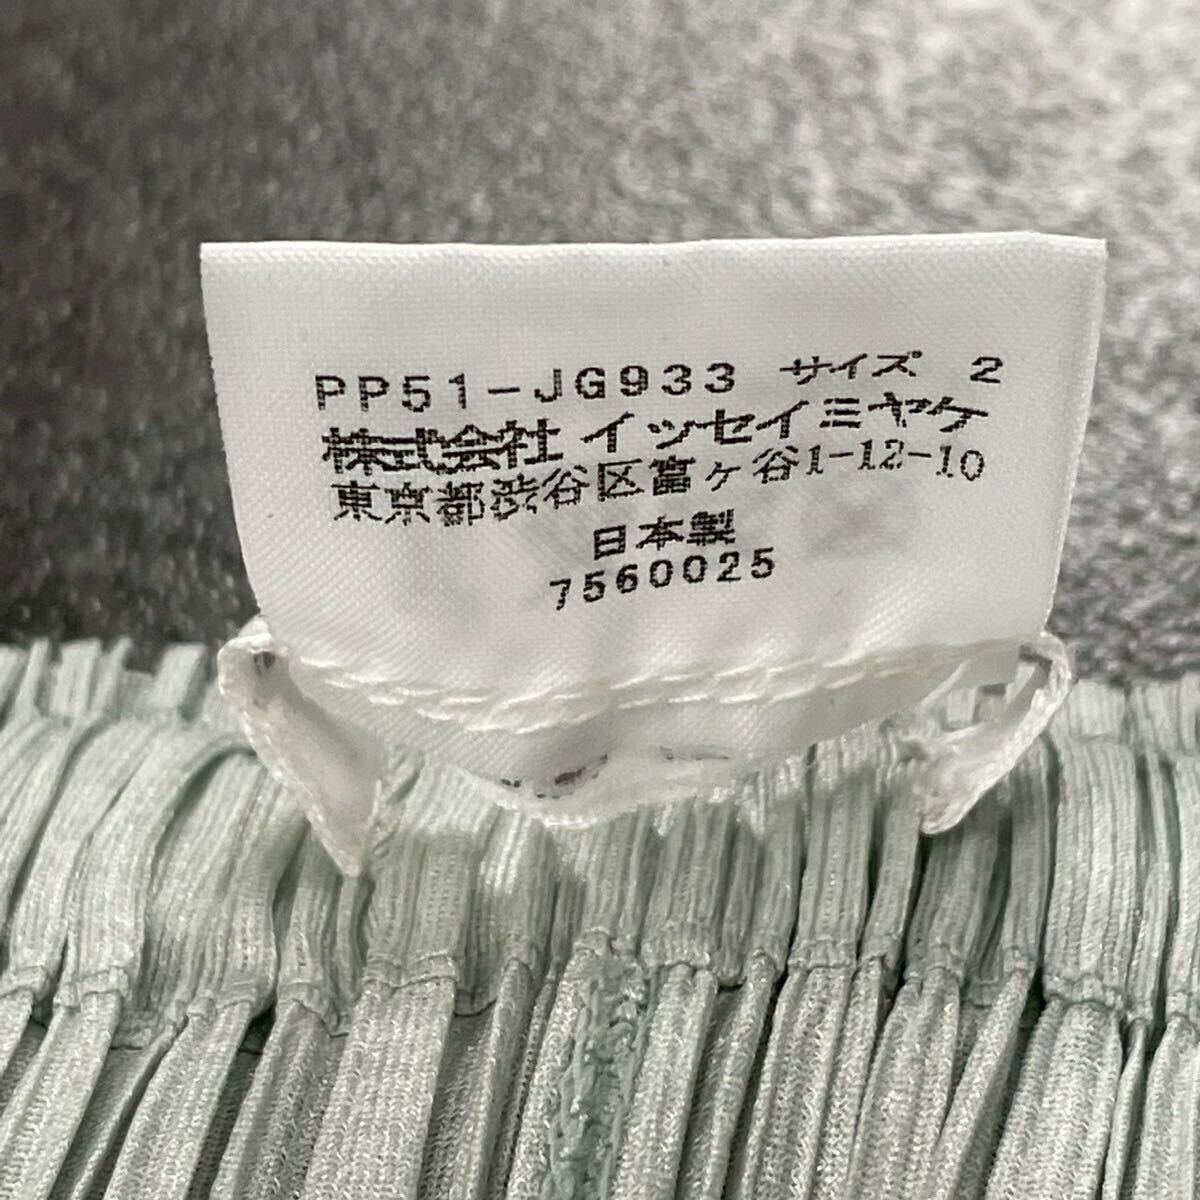 PP51-JG933 サイズ 2
株式会社 イッセイミヤケ
東京都渋谷区富ヶ谷1-12-10
日本製
7560025